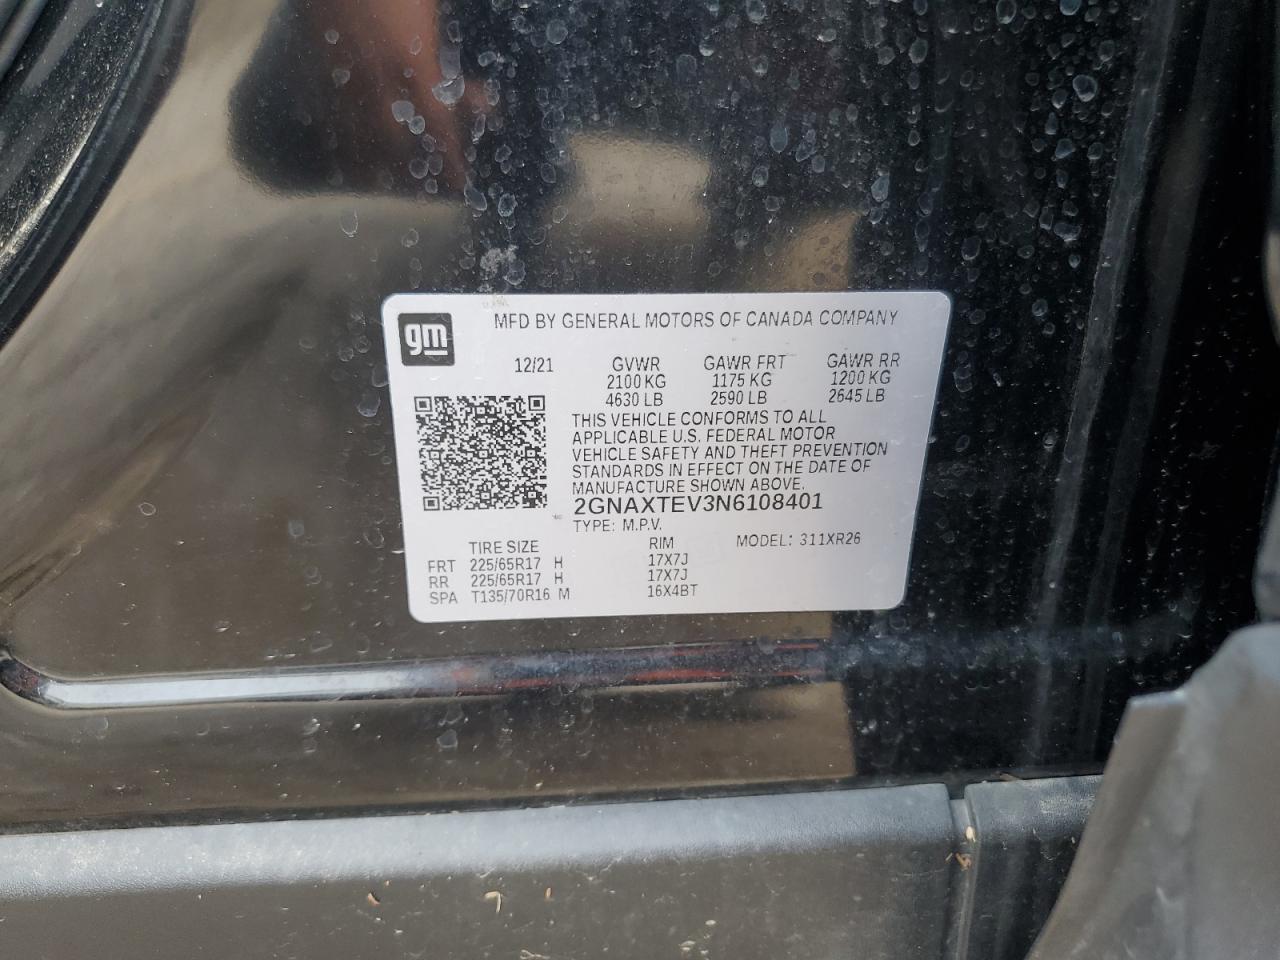 gm
MFD BY GENERAL MOTORS OF CANADA COMPANY
12/21 GVWR GAWR FRT GAWR RR
2100 KG 1175 KG 1200 KG
4630 LB 2590 LB 2645 LB
THIS VEHICLE CONFORMS TO ALL
APPLICABLE U.S. FEDERAL MOTOR
VEHICLE SAFETY AND THEFT PREVENTION
STANDARDS IN EFFECT ON THE DATE OF
MANUFACTURE SHOWN ABOVE.
2GNAXTEV3N6108401
TYPE: M.P.V.
TIRE SIZE RIM MODEL: 311XR26
FRT 225/65R17 H 17X7J
RR 225/65R17 H 17X7J
SPA T135/70R16 M 16X4BT